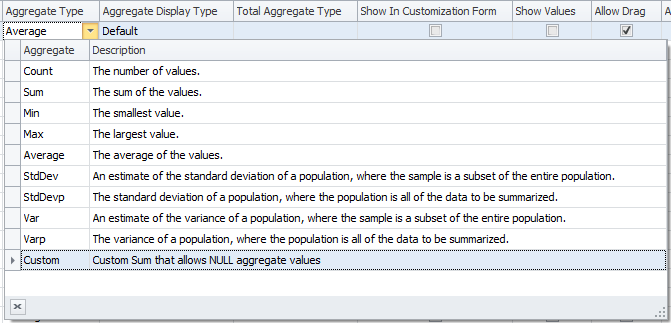 Aggregate Type Aggregate Display Type Total Aggregate Type Show In Customization Form Show Values Allow Drag A
Average Default
Aggregate Description
Count The number of values.
Sum The sum of the values.
Min The smallest value.
Max The largest value.
Average The average of the values.
StdDev An estimate of the standard deviation of a population, where the sample is a subset of the entire population.
StdDevp The standard deviation of a population, where the population is all of the data to be summarized.
Var An estimate of the variance of a population, where the sample is a subset of the entire population.
Varp The variance of a population, where the population is all of the data to be summarized.
Custom Custom Sum that allows NULL aggregate values